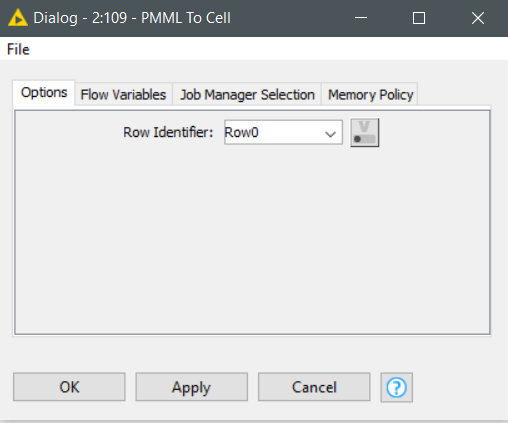 Dialog - 2:109 - PMML To Cell
File
Options Flow Variables Job Manager Selection Memory Policy
Row Identifier: Row0 V
OK Apply Cancel ?